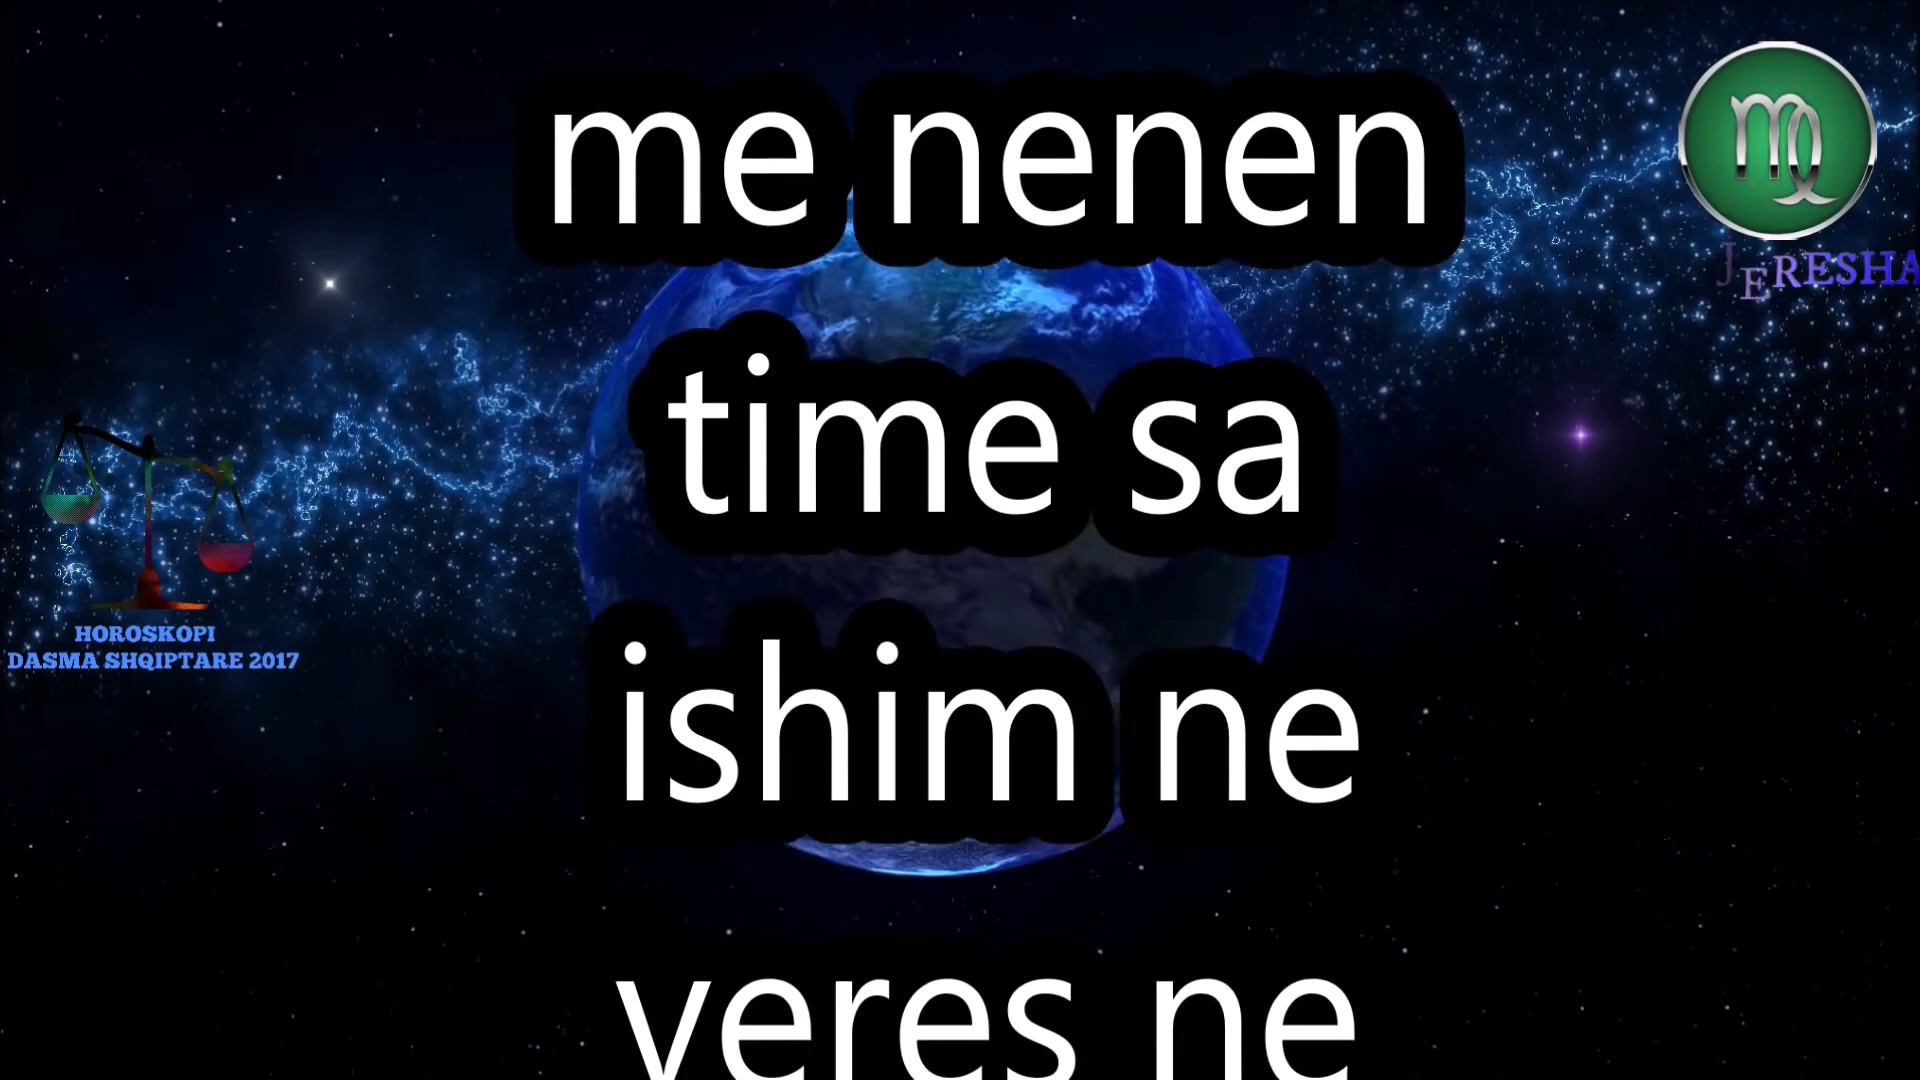 me nenen
time sa
ishim ne
veres ne
JERESHA
HOROSKOPI
DASMA SHQIPTARE 2017